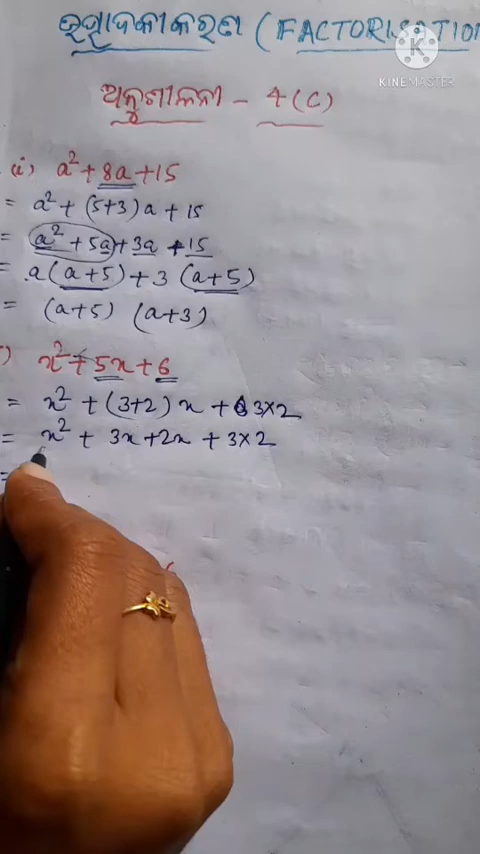 ଉତ୍ପାଦକୀକରଣ (FACTORISATION
KINEMASTER
ଅନୁଶୀଳନୀ - 4(C)
(i) a² + 8a + 15
= a² + (5+3)a + 15
= a² + 5a + 3a + 15
= a(a+5) + 3(a+5)
= (a+5) (a+3)
) x² + 5x + 6
= x² + (3+2)x + 3×2
= x² + 3x + 2x + 3×2
=